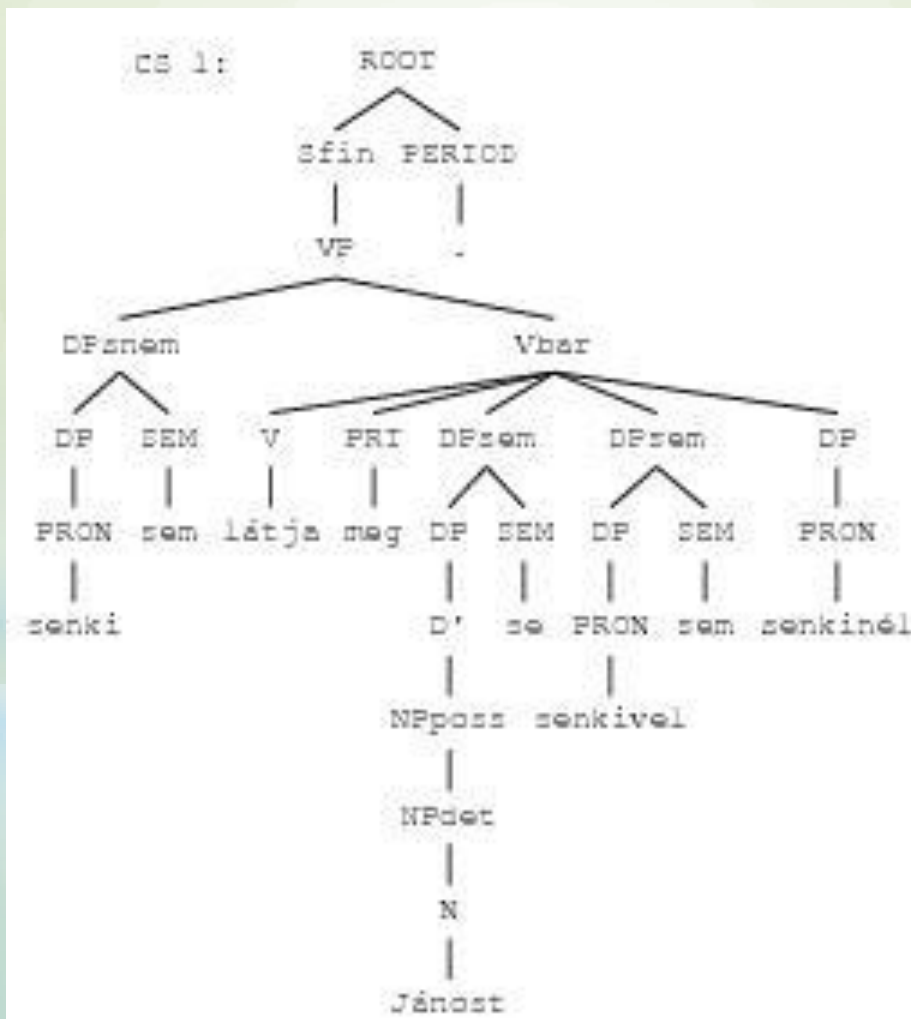 CS 1: ROOT
Sfin PERIOD
VP .
DPsnem Vbar
DP SEM V PRI DPsem DPsem DP
PRON sem látja meg DP SEM DP SEM PRON
senki D' se PRON sem senkinél
NPposs senkivel
NPdet
N
Jánost